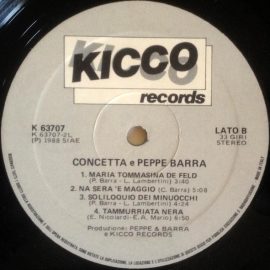 KICCO
records
K 63707
K 63707-2L
(P) 1988 SIAE
LATO B
33 GIRI
STEREO
CONCETTA e PEPPE BARRA
1. MARIA TOMMASINA DE FELD
(P. Barra - L. Lambertini) 3:40
2. NA SERA 'E MAGGIO (C. Barra) 5:08
3. SOLILOQUIO DEI MINUOCCHI
(P. Barra - L. Lambertini) 4:24
4. TAMMURRIATA NERA
(E. Nicolardi-E.A. Mario) 6:50
Produzione: PEPPE & BARRA
e KICCO RECORDS